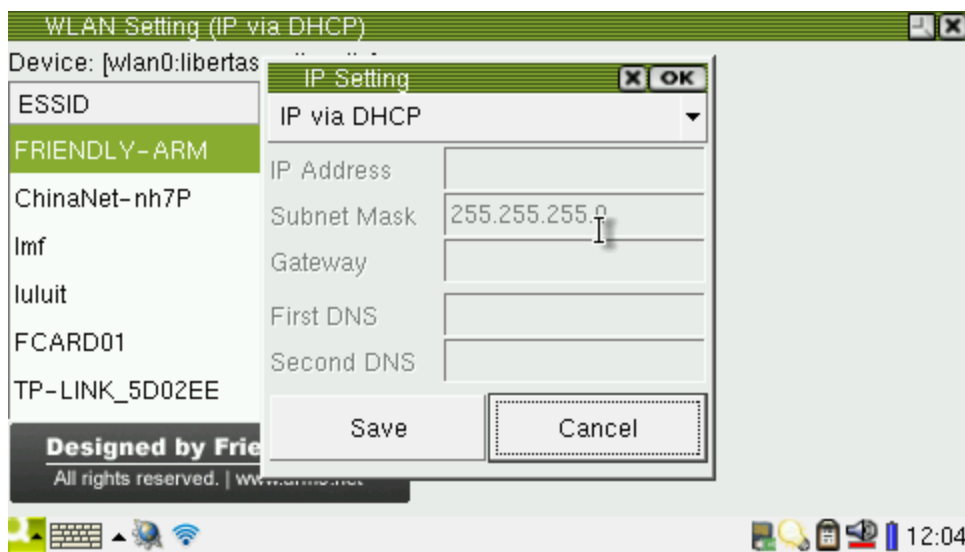 WLAN Setting (IP via DHCP)
Device: [wlan0:libertas
ESSID
FRIENDLY-ARM
ChinaNet-nh7P
lmf
luluit
FCARD01
TP-LINK_5D02EE
Designed by Frie
All rights reserved. |
IP Setting
OK
IP via DHCP
IP Address
Subnet Mask 255.255.255.0
Gateway
First DNS
Second DNS
Save Cancel
12:04